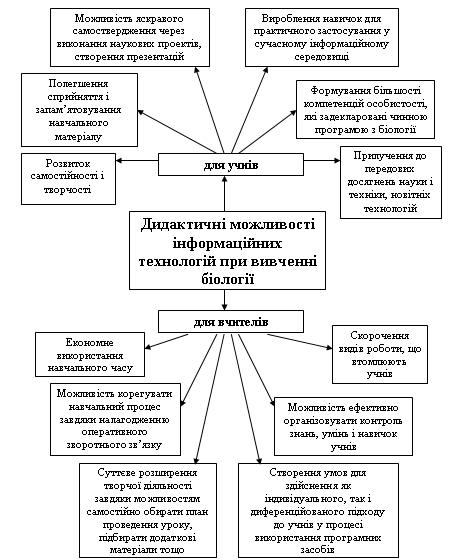 Можливість яскравого
самоствердження через
виконання наукових проектів,
створення презентацій
Вироблення навичок для
практичного застосування у
сучасному інформаційному
середовищі
Полегшення
сприйняття і
запам’ятовування
навчального
матеріалу
Формування більшості
компетенцій особистості,
які задекларовані чинною
програмою з біології
Розвиток
самостійності і
творчості
для учнів
Прилучення до
передових
досягнень науки і
техніки, новітніх
технологій
Дидактичні можливості
інформаційних
технологій при вивченні
біології
для вчителів
Економне
використання
навчального часу
Скорочення
видів роботи, що
втомлюють
учнів
Можливість корегувати
навчальний процес
завдяки налагодженню
оперативного
зворотнього зв’язку
Можливість ефективно
організовувати контроль
знань, умінь і навичок
учнів
Суттєве розширення
творчої діяльності
завдяки можливостям
самостійно обирати план
проведення уроку,
підбирати додаткові
матеріали тощо
Створення умов для
здійснення як
індивідуального, так і
диференційованого підходу
до учнів у процесі
використання програмних
засобів